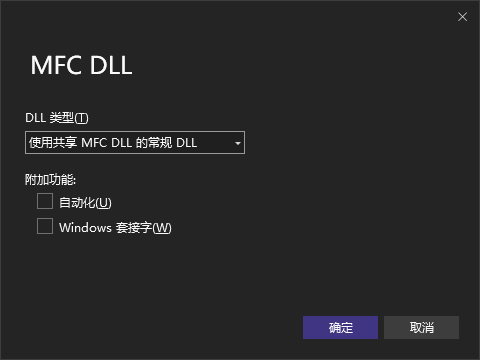 MFC DLL
DLL 类型(T)
使用共享 MFC DLL 的常规 DLL
附加功能:
自动化(U)
Windows 套接字(W)
确定 取消